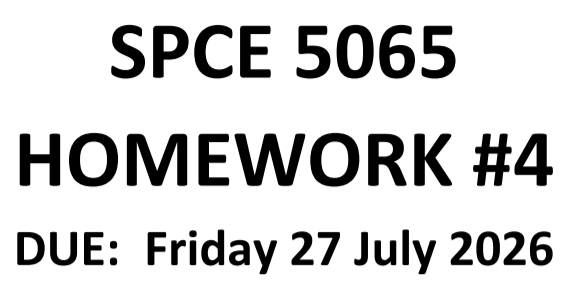 SPCE 5065
HOMEWORK #4
DUE:  Friday 27 July 2026